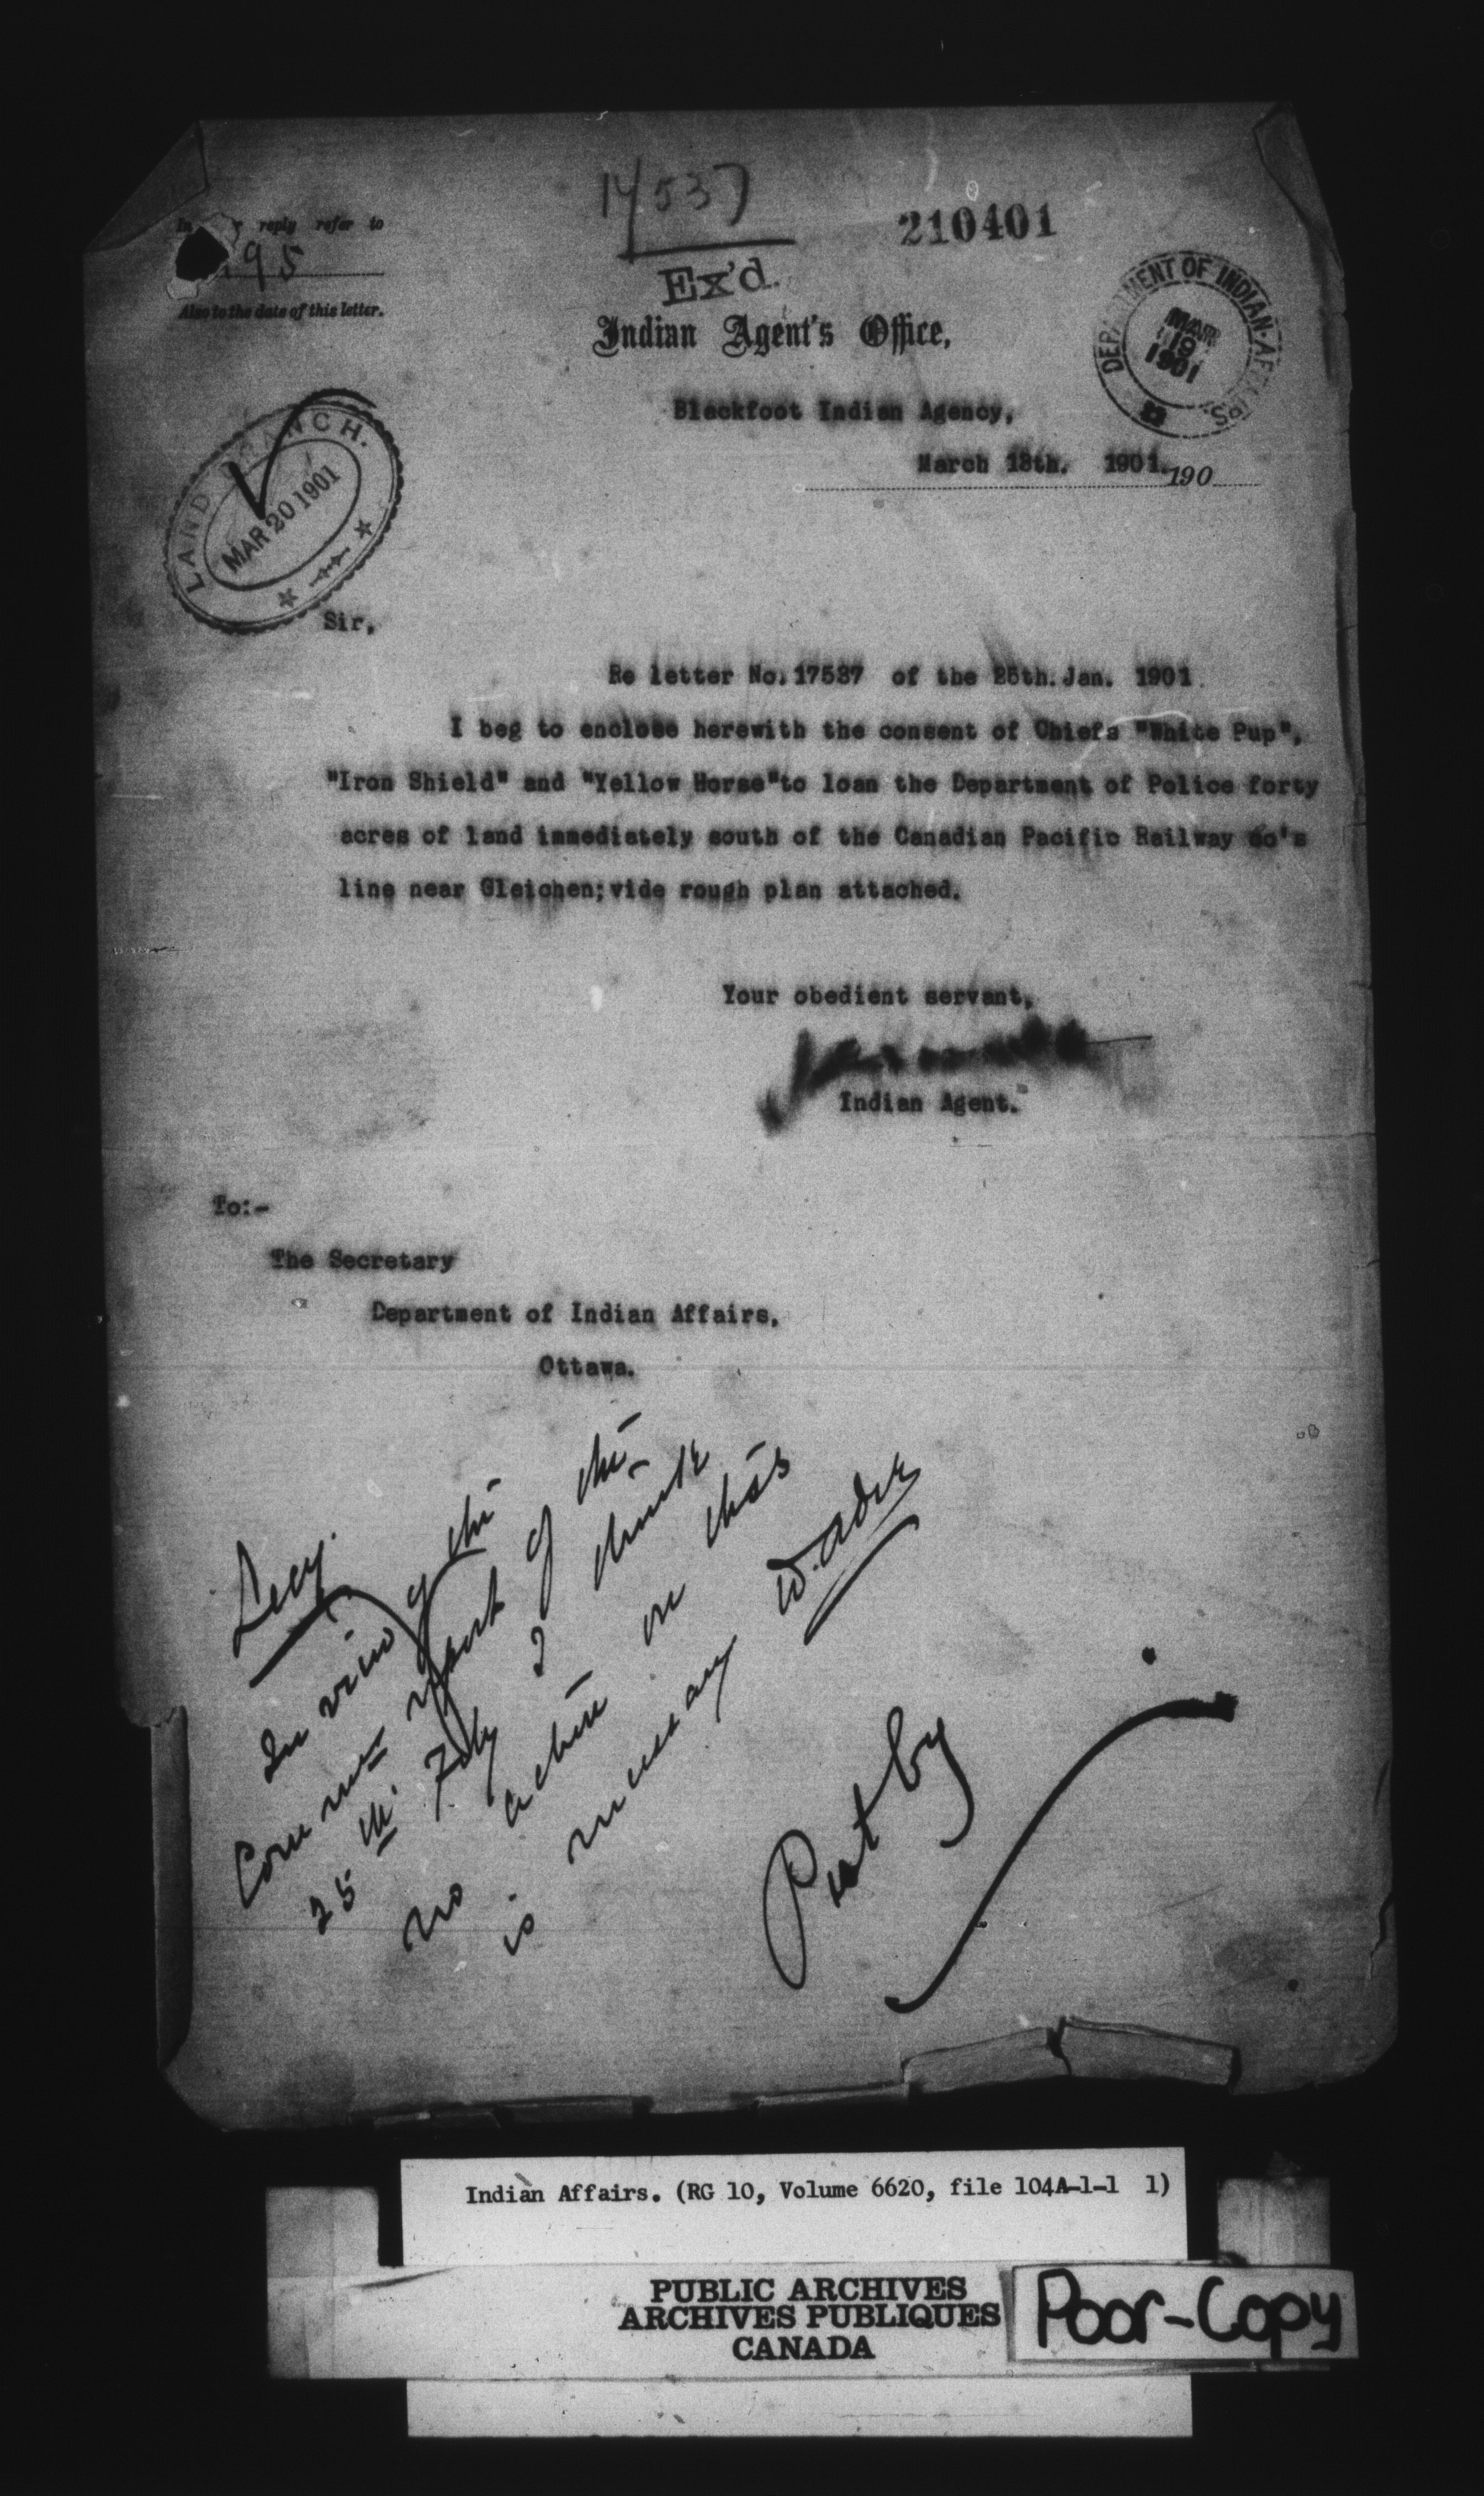 17537
210401
reply refer to
95
Also to the date of this letter.
Ex'd.
DEPARTMENT OF INDIAN AFFAIRS.
MAR
19
1901
Indian Agent's Office,
Blackfoot Indian Agency,
March 13th. 1901. 190
LAND BRANCH.
MAR 20 1901
Sir,
Re letter No. 17537 of the 25th. Jan. 1901.
I beg to enclose herewith the consent of Chiefs "White Pup",
"Iron Shield" and "Yellow Horse" to loan the Department of Police forty
acres of land immediately south of the Canadian Pacific Railway Co's
line near Gleichen; vide rough plan attached.
Your obedient servant,
Indian Agent.
To:-
The Secretary
Department of Indian Affairs,
Ottawa.
Secy.
In view of the
Commrs report of the
25th Feby I think
no action on this
is necessary
Put by
Indian Affairs. (RG 10, Volume 6620, file 104A-1-1 1)
PUBLIC ARCHIVES
ARCHIVES PUBLIQUES
CANADA
Poor-Copy